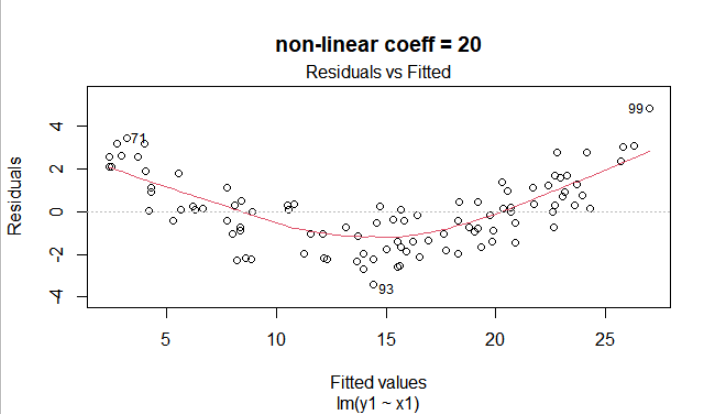 non-linear coeff = 20
Residuals vs Fitted
99
71
93
Residuals
4
2
0
-2
-4
5 10 15 20 25
Fitted values
lm(y1 ~ x1)